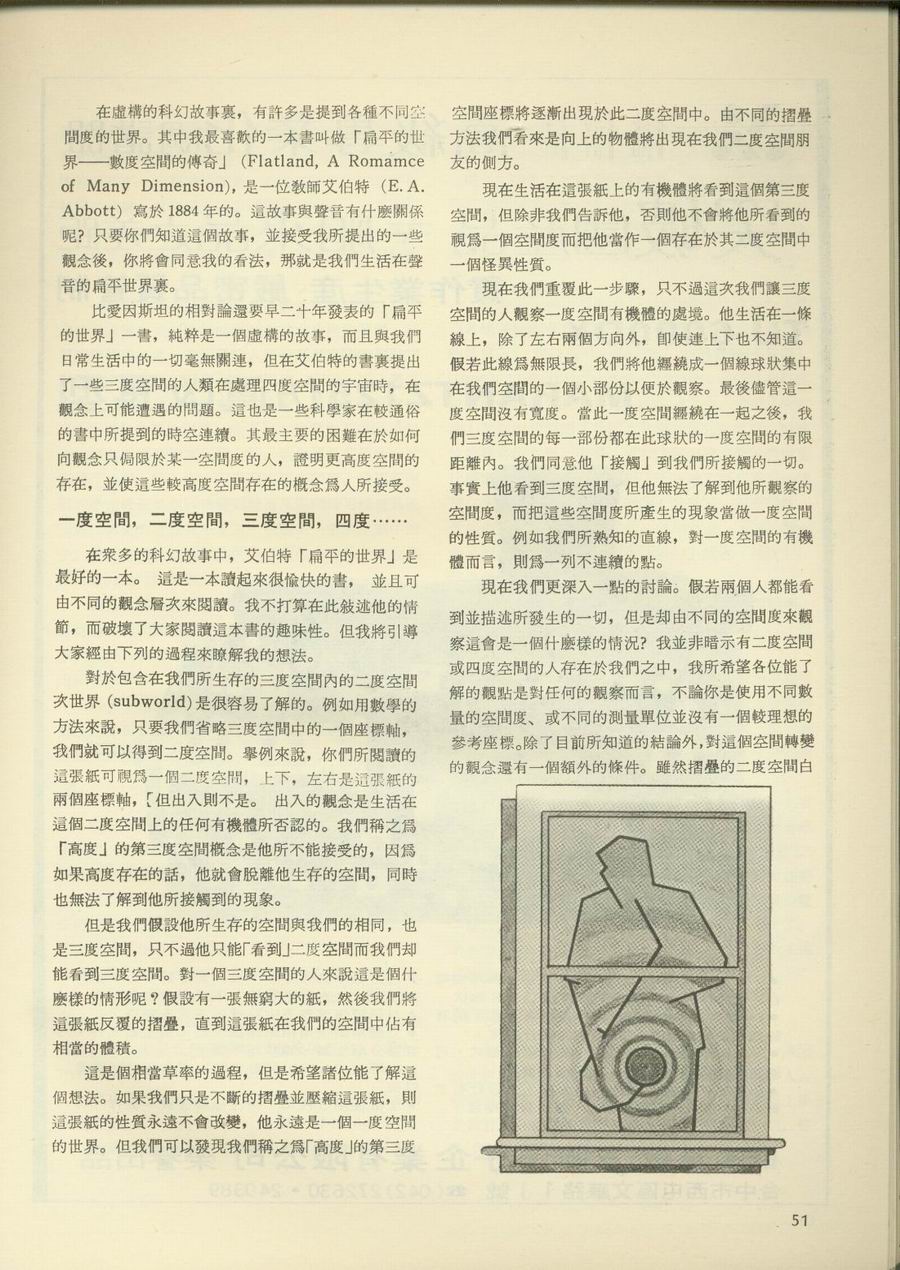 在虛構的科幻故事裏，有許多是提到各種不同空
間度的世界。其中我最喜歡的一本書叫做「扁平的世
界——數度空間的傳奇」（Flatland, A Romamce
of Many Dimension），是一位教師艾伯特（E. A.
Abbott）寫於1884年的。這故事與聲音有什麼關係
呢？只要你們知道這個故事，並接受我所提出的一些
觀念後，你將會同意我的看法，那就是我們生活在聲
音的扁平世界裏。
比愛因斯坦的相對論還要早二十年發表的「扁平
的世界」一書，純粹是一個虛構的故事，而且與我們
日常生活中的一切毫無關連，但在艾伯特的書裏提出
了一些三度空間的人類在處理四度空間的宇宙時，在
觀念上可能遭遇的問題。這也是一些科學家在較通俗
的書中所提到的時空連續。其最主要的困難在於如何
向觀念只侷限於某一空間度的人，證明更高度空間的
存在，並使這些較高度空間存在的概念爲人所接受。
一度空間，二度空間，三度空間，四度……
在衆多的科幻故事中，艾伯特「扁平的世界」是
最好的一本。 這是一本讀起來很愉快的書， 並且可
由不同的觀念層次來閱讀。我不打算在此敍述他的情
節，而破壞了大家閱讀這本書的趣味性。但我將引導
大家經由下列的過程來瞭解我的想法。
對於包含在我們所生存的三度空間內的二度空間
次世界 (subworld) 是很容易了解的。例如用數學的
方法來說，只要我們省略三度空間中的一個座標軸，
我們就可以得到二度空間。舉例來說，你們所閱讀的
這張紙可視爲一個二度空間，上下，左右是這張紙的
兩個座標軸，「但出入則不是。 出入的觀念是生活在
這個二度空間上的任何有機體所否認的。我們稱之爲
「高度」的第三度空間概念是他所不能接受的，因爲
如果高度存在的話，他就會脫離他生存的空間，同時
也無法了解到他所接觸到的現象。
但是我們假設他所生存的空間與我們的相同，也
是三度空間，只不過他只能「看到」二度空間而我們却
能看到三度空間。對一個三度空間的人來說這是個什
麼樣的情形呢？假設有一張無窮大的紙，然後我們將
這張紙反覆的摺疊，直到這張紙在我們的空間中佔有
相當的體積。
這是個相當草率的過程，但是希望諸位能了解這
個想法。如果我們只是不斷的摺疊並壓縮這張紙，則
這張紙的性質永遠不會改變，他永遠是一個一度空間
的世界。但我們可以發現我們稱之爲「高度」的第三度
空間座標將逐漸出現於此二度空間中。由不同的摺疊
方法我們看來是向上的物體將出現在我們二度空間朋
友的側方。
現在生活在這張紙上的有機體將看到這個第三度
空間，但除非我們告訴他，否則他不會將他所看到的
視爲一個空間度而把他當作一個存在於其二度空間中
一個怪異性質。
現在我們重覆此一步驟，只不過這次我們讓三度
空間的人觀察一度空間有機體的處境。他生活在一條
線上，除了左右兩個方向外，卽使連上下也不知道。
假若此線爲無限長，我們將他纒繞成一個線球狀集中
在我們空間的一個小部份以便於觀察。最後儘管這一
度空間沒有寬度。當此一度空間纒繞在一起之後，我
們三度空間的每一部份都在此球狀的一度空間的有限
距離內。我們同意他「接觸」到我們所接觸的一切。
事實上他看到三度空間，但他無法了解到他所觀察的
空間度，而把這些空間度所產生的現象當做一度空間
的性質。例如我們所熟知的直線，對一度空間的有機
體而言，則爲一列不連續的點。
現在我們更深入一點的討論。假若兩個人都能看
到並描述所發生的一切，但是却由不同的空間度來觀
察這會是一個什麼樣的情況？我並非暗示有二度空間
或四度空間的人存在於我們之中，我所希望各位能了
解的觀點是對任何的觀察而言，不論你是使用不同數
量的空間度、或不同的測量單位並沒有一個較理想的
參考座標。除了目前所知道的結論外，對這個空間轉變
的觀念還有一個額外的條件。雖然摺疊的二度空間白
51